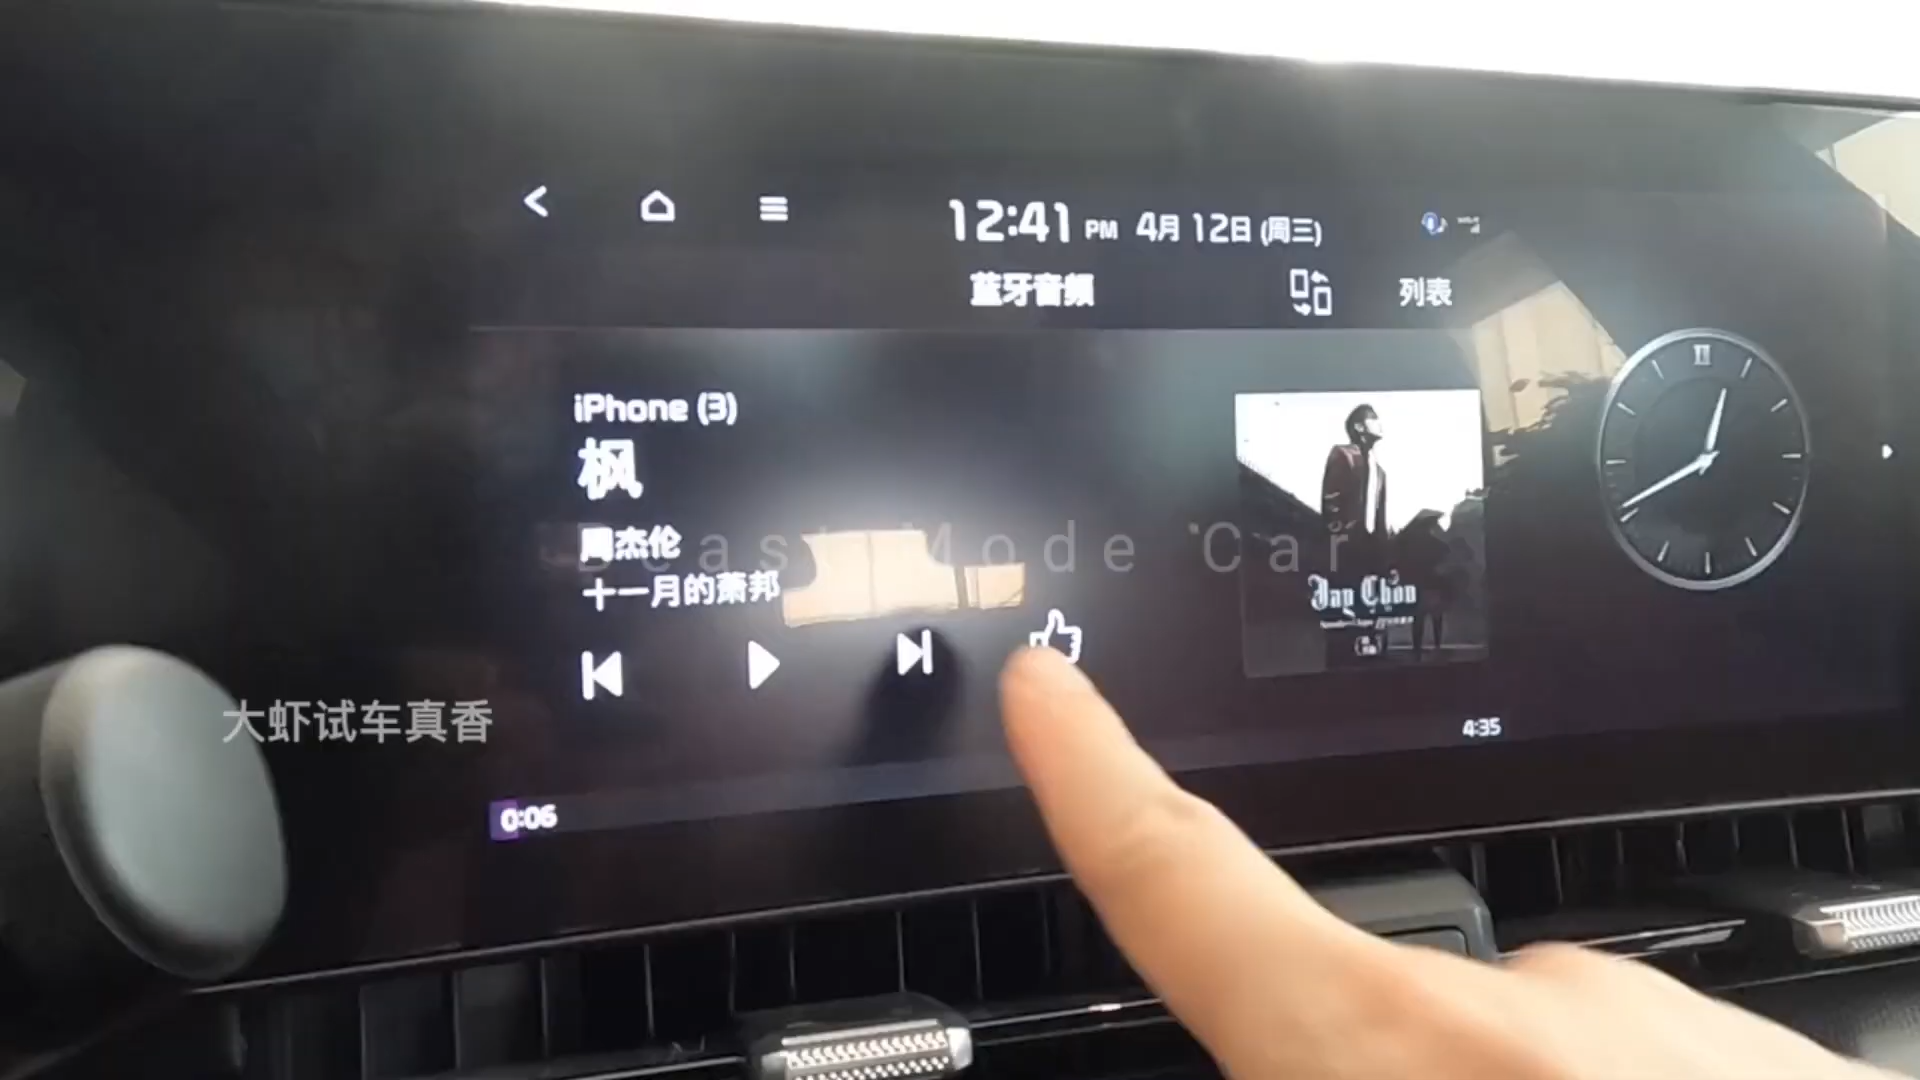 12:41 PM 4月 12日 (周三)
蓝牙音频
列表
iPhone (3)
枫
周杰伦
十一月的萧邦
Beast Mode Car
Jay Chou
大虾试车真香
4:35
0:06